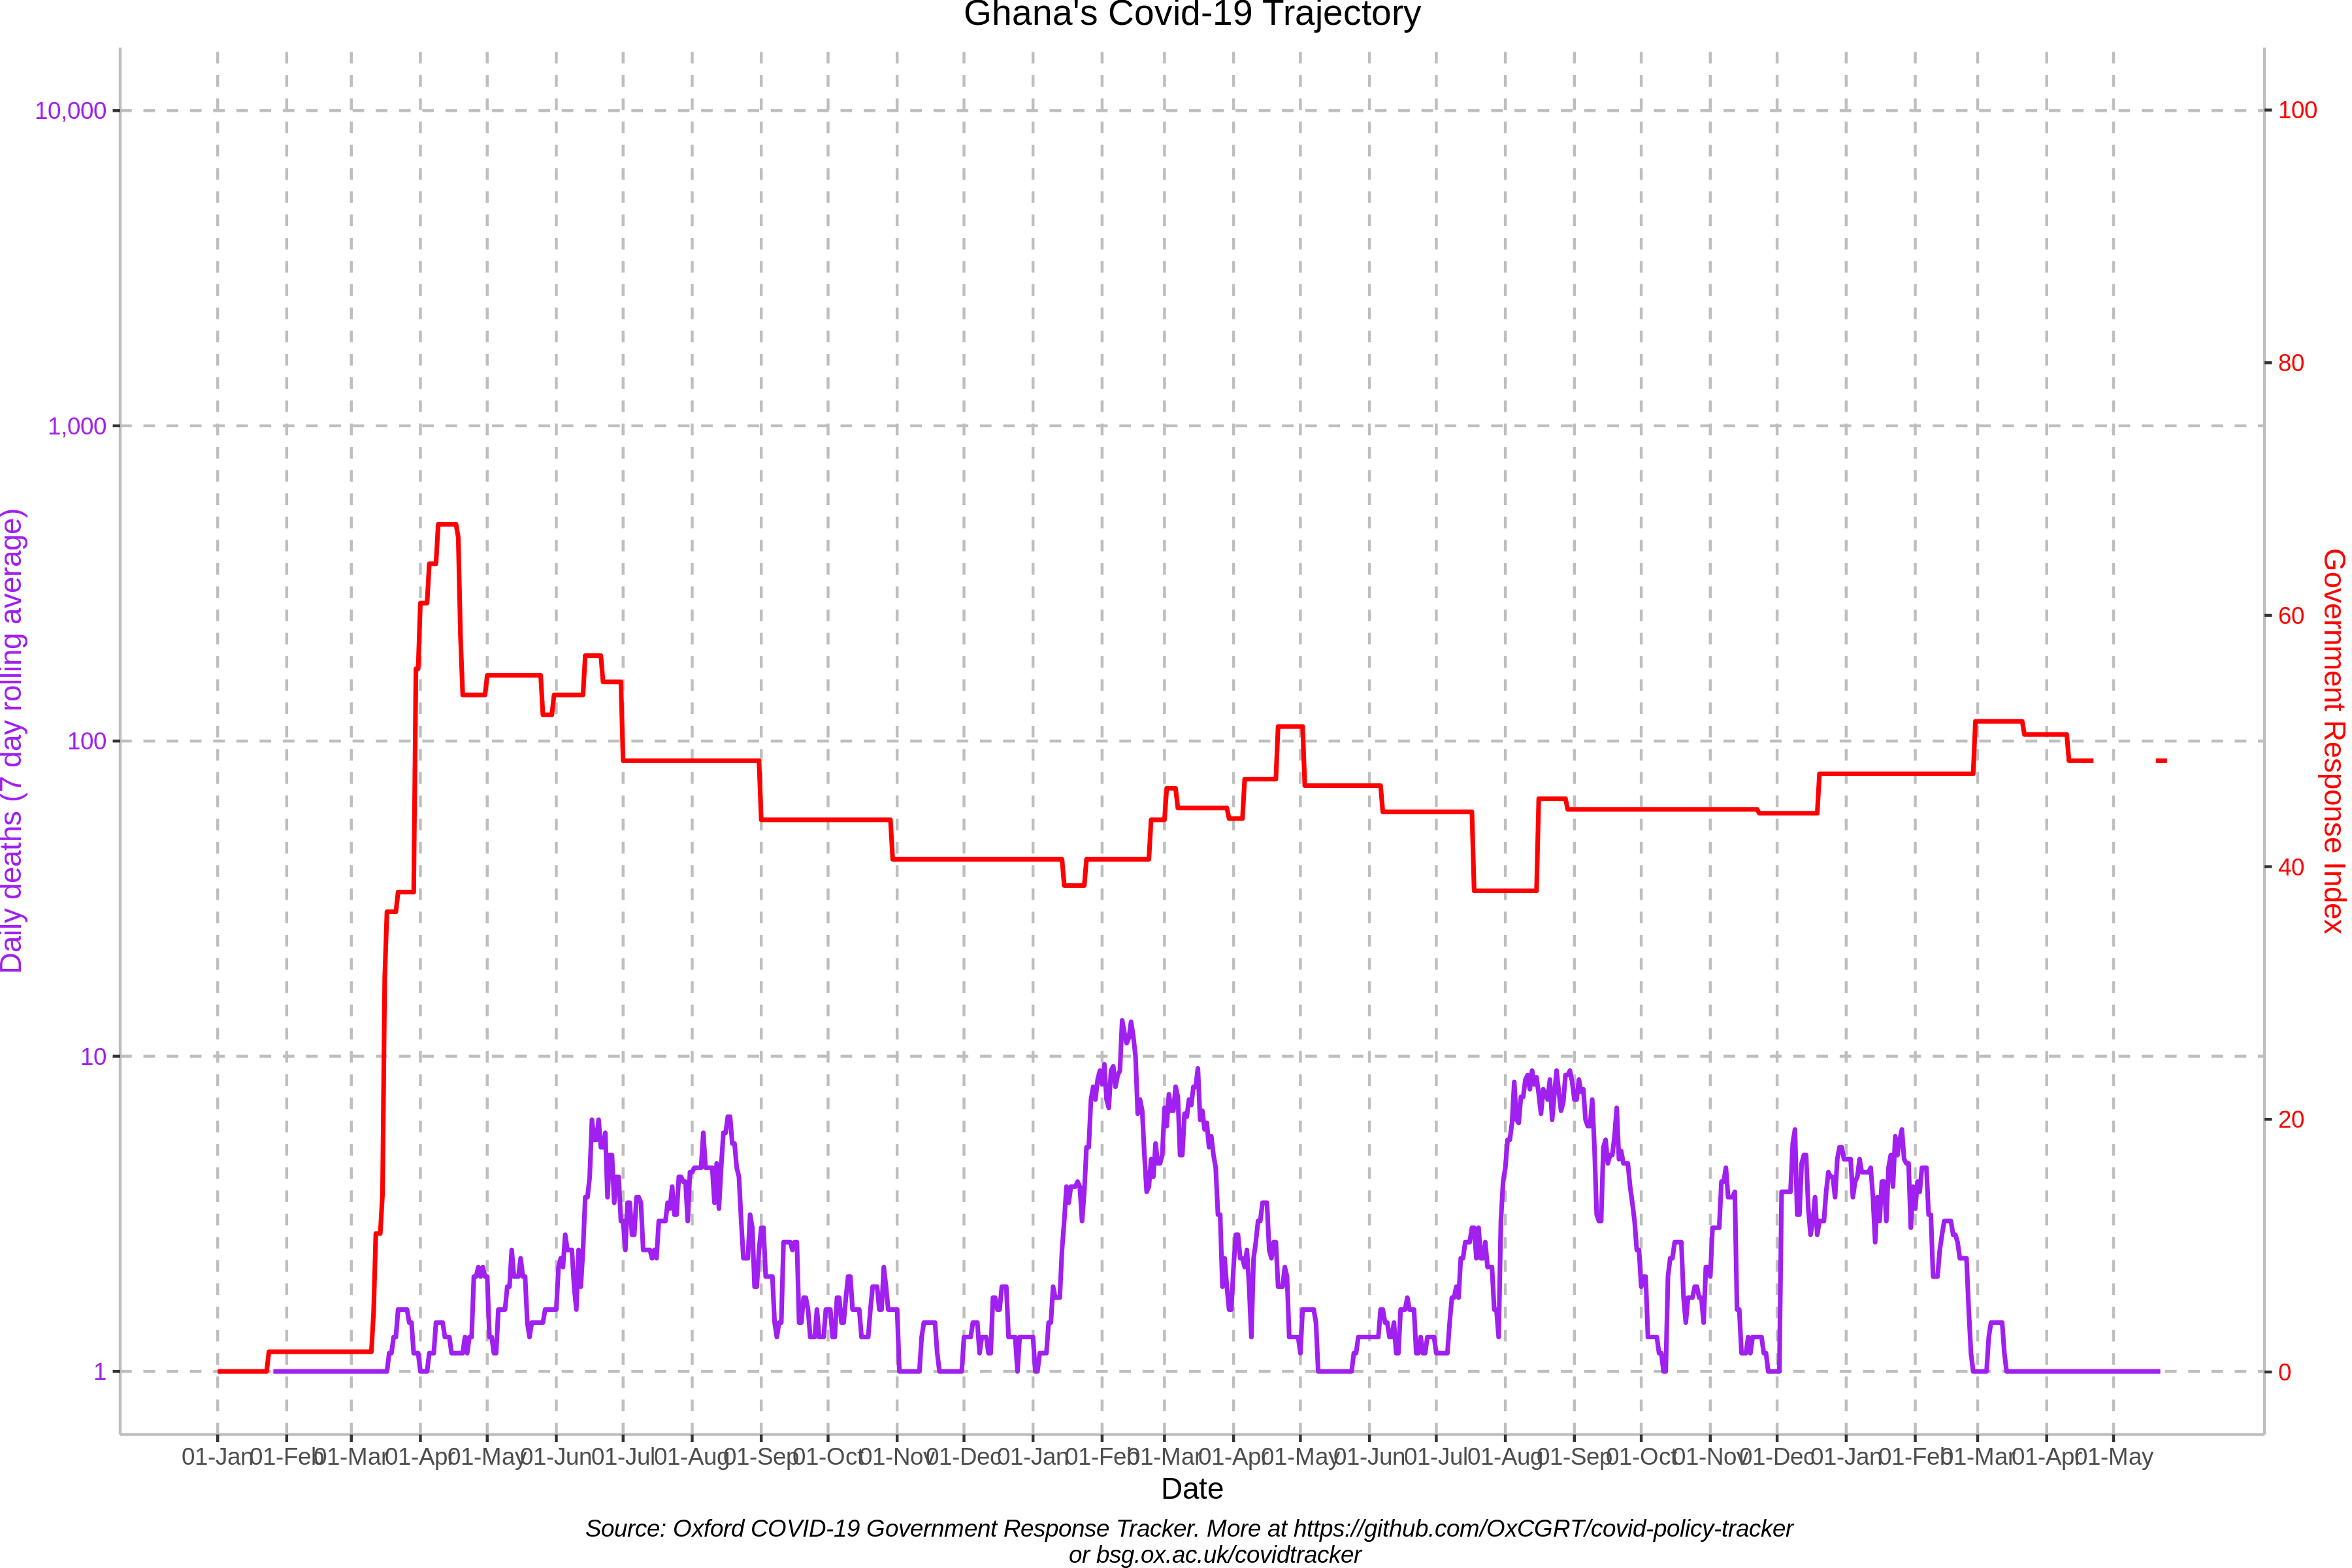 Ghana's Covid-19 Trajectory
Daily deaths (7 day rolling average)
10,000
1,000
100
10
1
100
80
60
40
20
0
Government Response Index
01-Jan 01-Feb 01-Mar 01-Apr 01-May 01-Jun 01-Jul 01-Aug 01-Sep 01-Oct 01-Nov 01-Dec 01-Jan 01-Feb 01-Mar 01-Apr 01-May 01-Jun 01-Jul 01-Aug 01-Sep 01-Oct 01-Nov 01-Dec 01-Jan 01-Feb 01-Mar 01-Apr 01-May
Date
Source: Oxford COVID-19 Government Response Tracker. More at https://github.com/OxCGRT/covid-policy-tracker
or bsg.ox.ac.uk/covidtracker